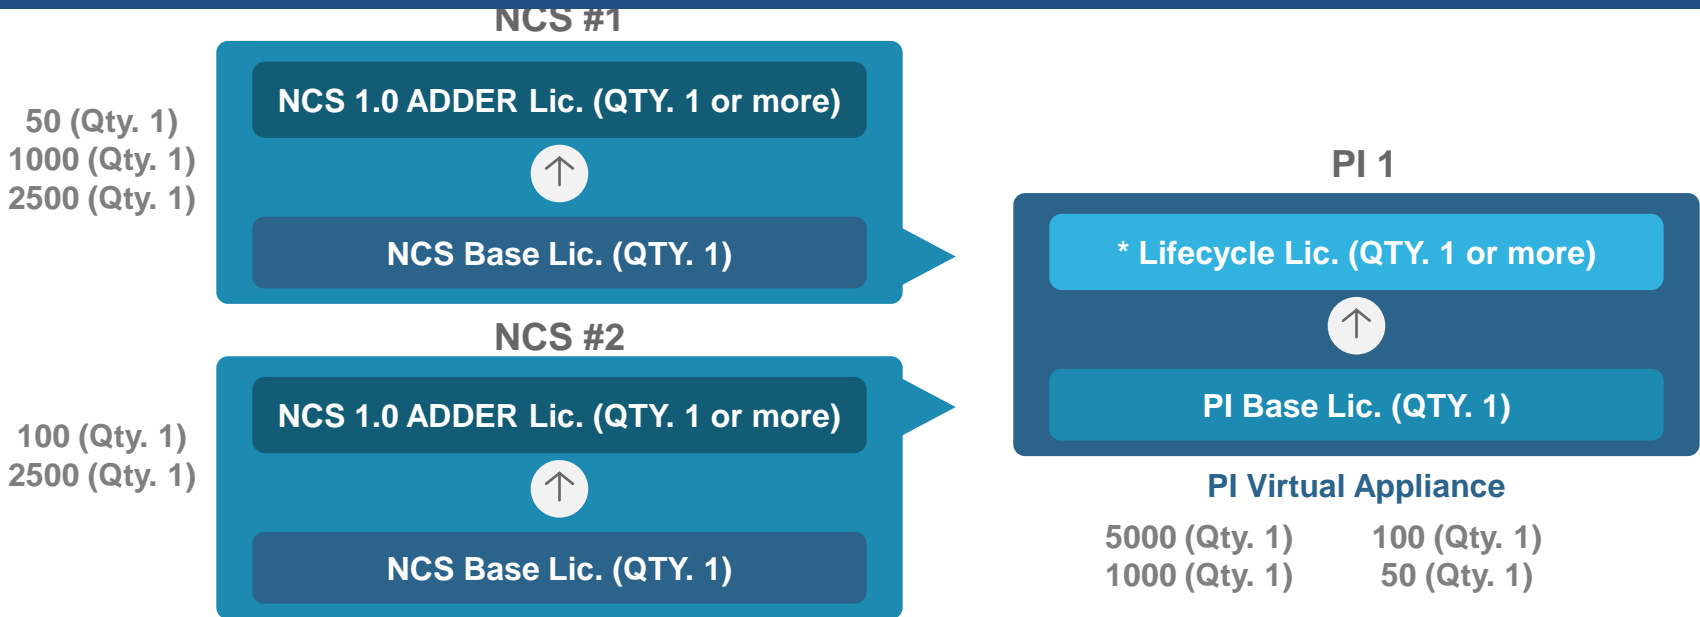 NCS #1
50 (Qty. 1)
1000 (Qty. 1)
2500 (Qty. 1)
NCS 1.0 ADDER Lic. (QTY. 1 or more)
NCS Base Lic. (QTY. 1)
NCS #2
100 (Qty. 1)
2500 (Qty. 1)
NCS 1.0 ADDER Lic. (QTY. 1 or more)
NCS Base Lic. (QTY. 1)
PI 1
* Lifecycle Lic. (QTY. 1 or more)
PI Base Lic. (QTY. 1)
PI Virtual Appliance
5000 (Qty. 1) 100 (Qty. 1)
1000 (Qty. 1) 50 (Qty. 1)